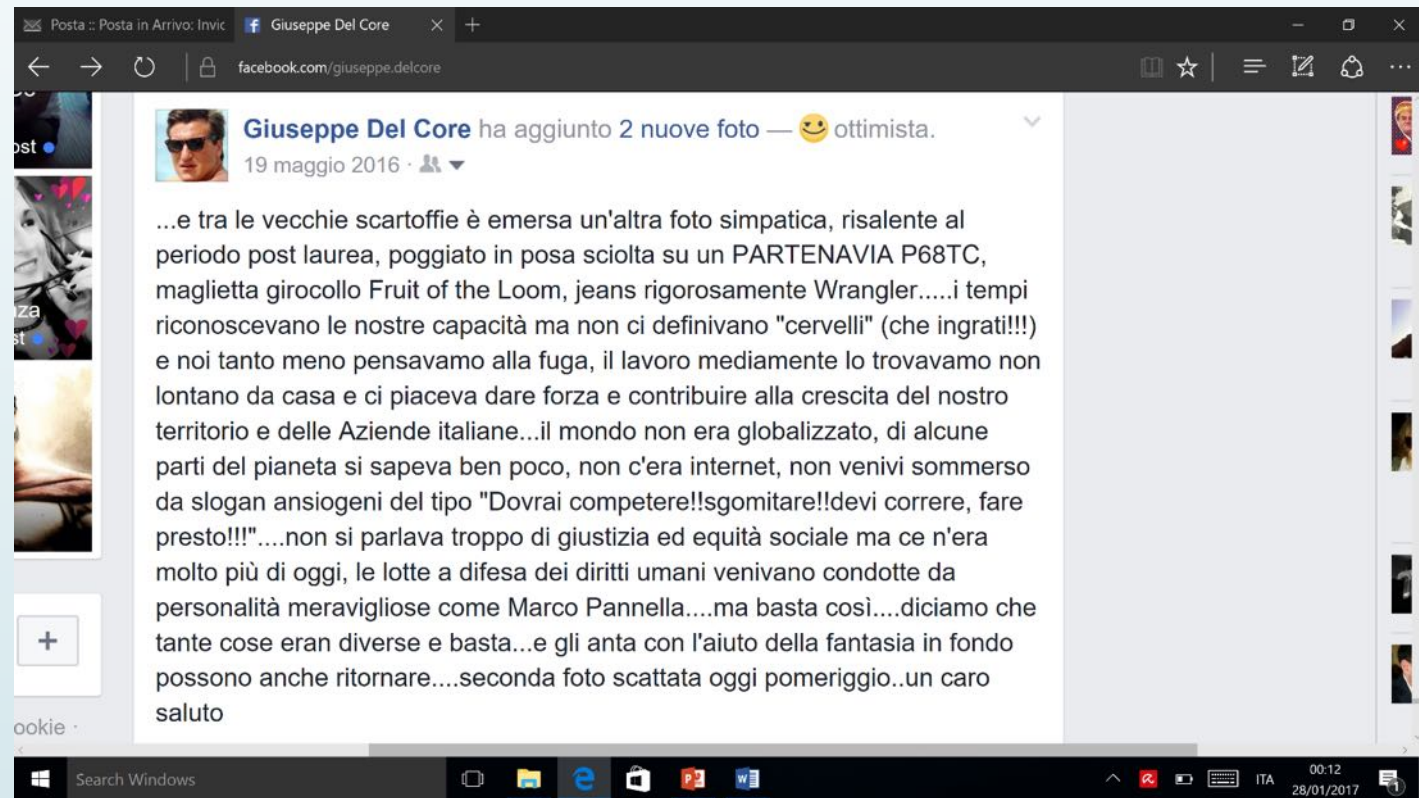 Posta :: Posta in Arrivo: Invic
Giuseppe Del Core
facebook.com/giuseppe.delcore
Giuseppe Del Core ha aggiunto 2 nuove foto — ottimista.
19 maggio 2016 ·
...e tra le vecchie scartoffie è emersa un'altra foto simpatica, risalente al
periodo post laurea, poggiato in posa sciolta su un PARTENAVIA P68TC,
maglietta girocollo Fruit of the Loom, jeans rigorosamente Wrangler.....i tempi
riconoscevano le nostre capacità ma non ci definivano "cervelli" (che ingrati!!!)
e noi tanto meno pensavamo alla fuga, il lavoro mediamente lo trovavamo non
lontano da casa e ci piaceva dare forza e contribuire alla crescita del nostro
territorio e delle Aziende italiane...il mondo non era globalizzato, di alcune
parti del pianeta si sapeva ben poco, non c'era internet, non venivi sommerso
da slogan ansiogeni del tipo "Dovrai competere!!sgomitare!!devi correre, fare
presto!!!"....non si parlava troppo di giustizia ed equità sociale ma ce n'era
molto più di oggi, le lotte a difesa dei diritti umani venivano condotte da
personalità meravigliose come Marco Pannella....ma basta così....diciamo che
tante cose eran diverse e basta...e gli anta con l'aiuto della fantasia in fondo
possono anche ritornare....seconda foto scattata oggi pomeriggio..un caro
saluto
ost
nza
st
ookie ·
Search Windows
ITA
00:12
28/01/2017